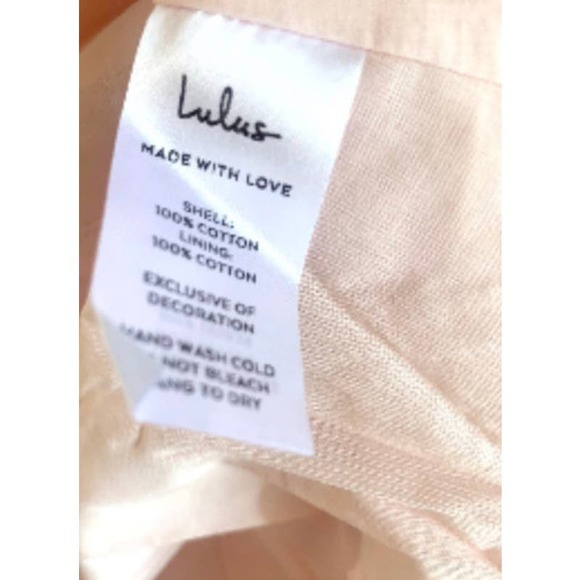 Lulus
MADE WITH LOVE
SHELL:
100% COTTON
LINING:
100% COTTON
EXCLUSIVE OF
DECORATION
HAND WASH COLD
NOT BLEACH
TO DRY